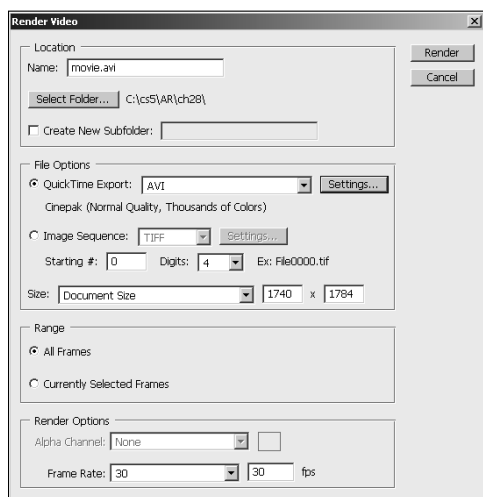 Render Video
Location
Render
Name: movie.avi
Cancel
Select Folder... C:\cs5\AR\ch28\
Create New Subfolder:
File Options
QuickTime Export: AVI Settings...
Cinepak (Normal Quality, Thousands of Colors)
Image Sequence: TIFF Settings...
Starting #: 0 Digits: 4 Ex: File0000.tif
Size: Document Size 1740 x 1784
Range
All Frames
Currently Selected Frames
Render Options
Alpha Channel: None
Frame Rate: 30 30 fps